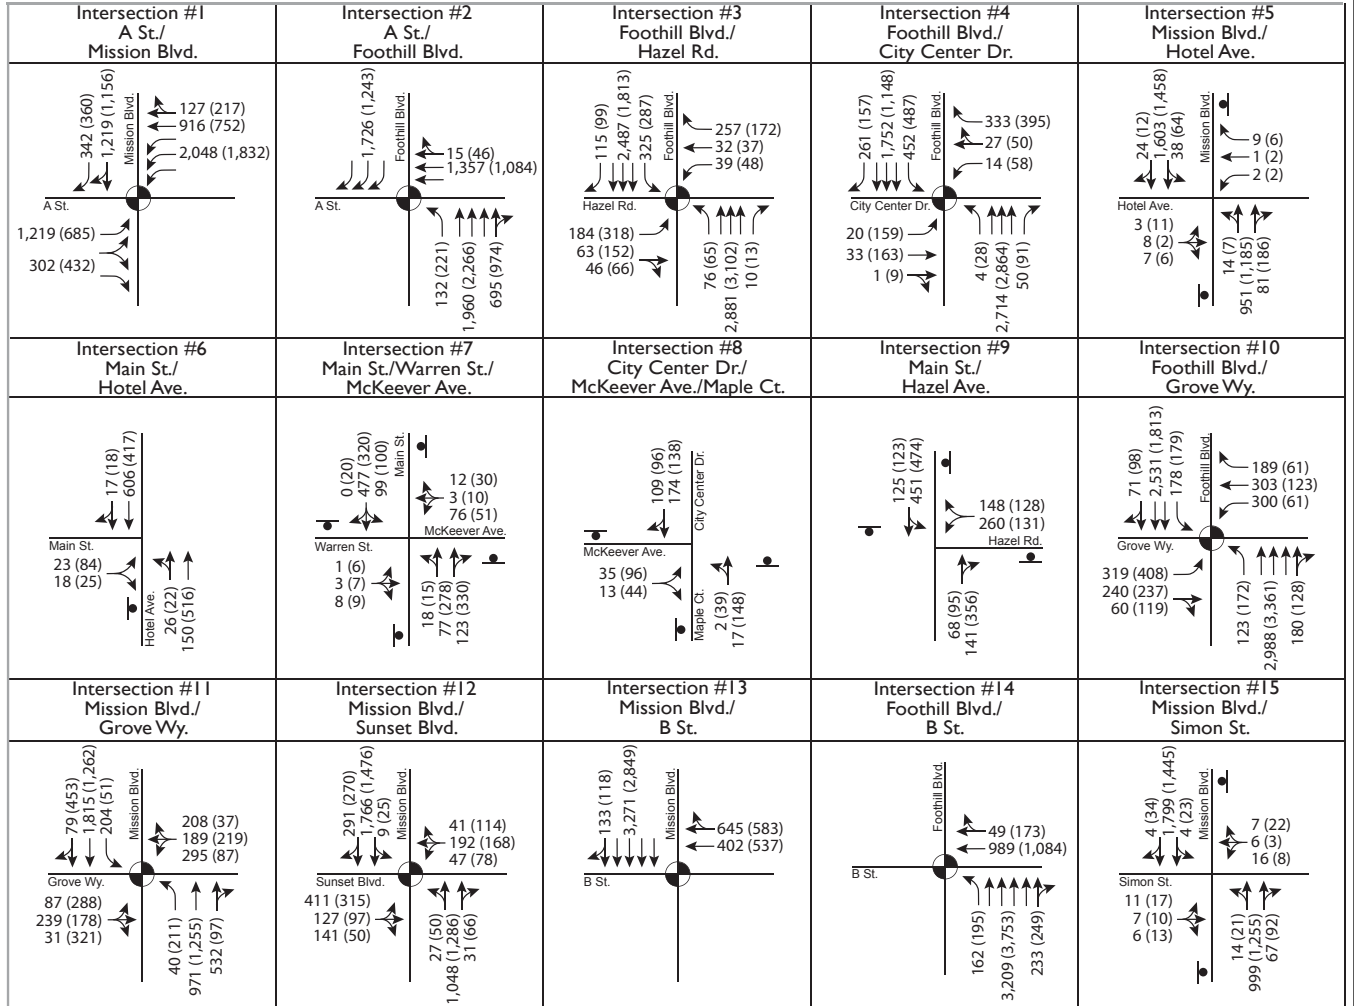 Intersection #1
A St./
Mission Blvd.
342 (360)
1,219 (1,156)
Mission Blvd.
127 (217)
916 (752)
2,048 (1,832)
A St.
1,219 (685)
302 (432)
Intersection #2
A St./
Foothill Blvd.
1,726 (1,243)
Foothill Blvd.
15 (46)
1,357 (1,084)
A St.
132 (221)
1,960 (2,266)
695 (974)
Intersection #3
Foothill Blvd./
Hazel Rd.
115 (99)
2,487 (1,813)
325 (287)
Foothill Blvd.
257 (172)
32 (37)
39 (48)
Hazel Rd.
184 (318)
63 (152)
46 (66)
76 (65)
2,881 (3,102)
10 (13)
Intersection #4
Foothill Blvd./
City Center Dr.
261 (157)
1,752 (1,148)
452 (487)
Foothill Blvd.
333 (395)
27 (50)
14 (58)
City Center Dr.
20 (159)
33 (163)
1 (9)
4 (28)
2,714 (2,864)
50 (91)
Intersection #5
Mission Blvd./
Hotel Ave.
24 (12)
1,603 (1,458)
38 (64)
Mission Blvd.
9 (6)
1 (2)
2 (2)
Hotel Ave.
3 (11)
8 (2)
7 (6)
14 (7)
951 (1,185)
81 (186)
Intersection #6
Main St./
Hotel Ave.
17 (18)
606 (417)
Main St.
23 (84)
18 (25)
Hotel Ave.
26 (22)
150 (516)
Intersection #7
Main St./Warren St./
McKeever Ave.
0 (20)
477 (320)
99 (100)
Main St.
12 (30)
3 (10)
76 (51)
McKeever Ave.
Warren St.
1 (6)
3 (7)
8 (9)
18 (15)
77 (278)
123 (330)
Intersection #8
City Center Dr./
McKeever Ave./Maple Ct.
109 (96)
174 (138)
City Center Dr.
McKeever Ave.
35 (96)
13 (44)
Maple Ct.
2 (39)
17 (148)
Intersection #9
Main St./
Hazel Ave.
125 (123)
451 (474)
148 (128)
260 (131)
Hazel Rd.
68 (95)
141 (356)
Intersection #10
Foothill Blvd./
Grove Wy.
71 (98)
2,531 (1,813)
178 (179)
Foothill Blvd.
189 (61)
303 (123)
300 (61)
Grove Wy.
319 (408)
240 (237)
60 (119)
123 (172)
2,988 (3,361)
180 (128)
Intersection #11
Mission Blvd./
Grove Wy.
79 (453)
1,815 (1,262)
204 (51)
Mission Blvd.
208 (37)
189 (219)
295 (87)
Grove Wy.
87 (288)
239 (178)
31 (321)
40 (211)
971 (1,255)
532 (97)
Intersection #12
Mission Blvd./
Sunset Blvd.
291 (270)
1,766 (1,476)
9 (25)
Mission Blvd.
41 (114)
192 (168)
47 (78)
Sunset Blvd.
411 (315)
127 (97)
141 (50)
27 (50)
1,048 (1,286)
31 (66)
Intersection #13
Mission Blvd./
B St.
133 (118)
3,271 (2,849)
Mission Blvd.
645 (583)
402 (537)
B St.
Intersection #14
Foothill Blvd./
B St.
Foothill Blvd.
49 (173)
989 (1,084)
B St.
162 (195)
3,209 (3,753)
233 (249)
Intersection #15
Mission Blvd./
Simon St.
4 (34)
1,799 (1,445)
4 (23)
Mission Blvd.
7 (22)
6 (3)
16 (8)
Simon St.
11 (17)
7 (10)
6 (13)
14 (21)
999 (1,255)
67 (92)